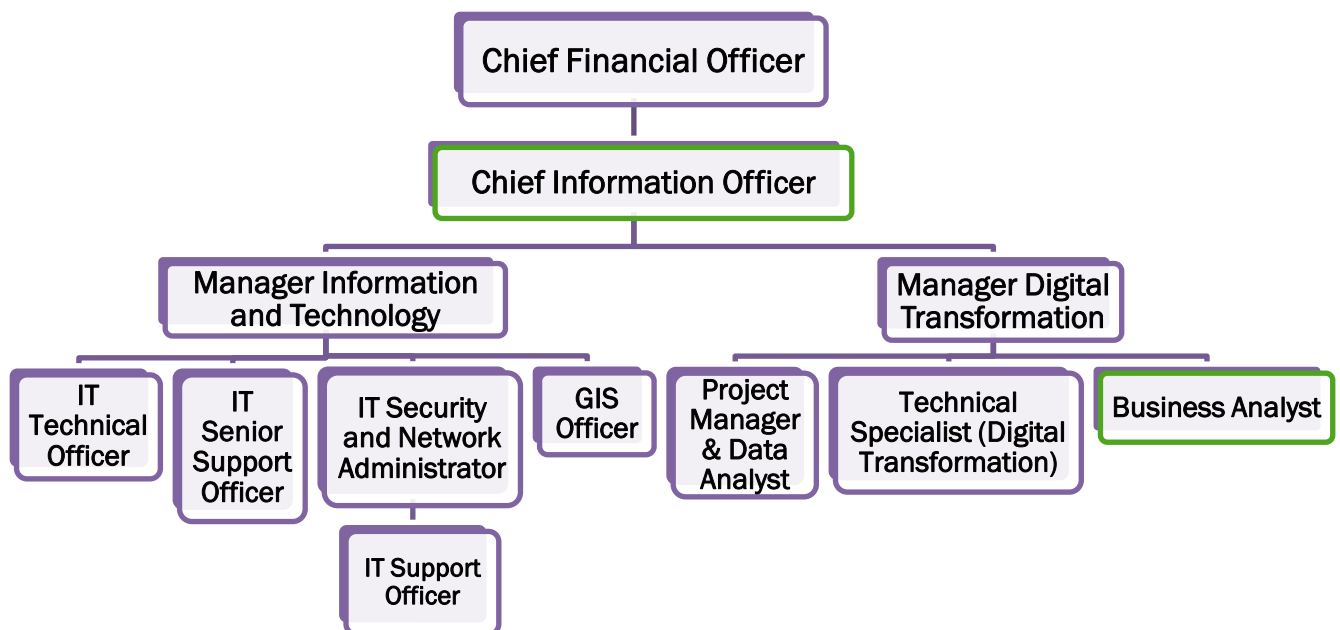 Chief Financial Officer
Chief Information Officer
Manager Information
and Technology
Manager Digital
Transformation
IT
Technical
Officer
IT
Senior
Support
Officer
IT Security
and Network
Administrator
GIS
Officer
Project
Manager
& Data
Analyst
Technical
Specialist (Digital
Transformation)
Business Analyst
IT Support
Officer